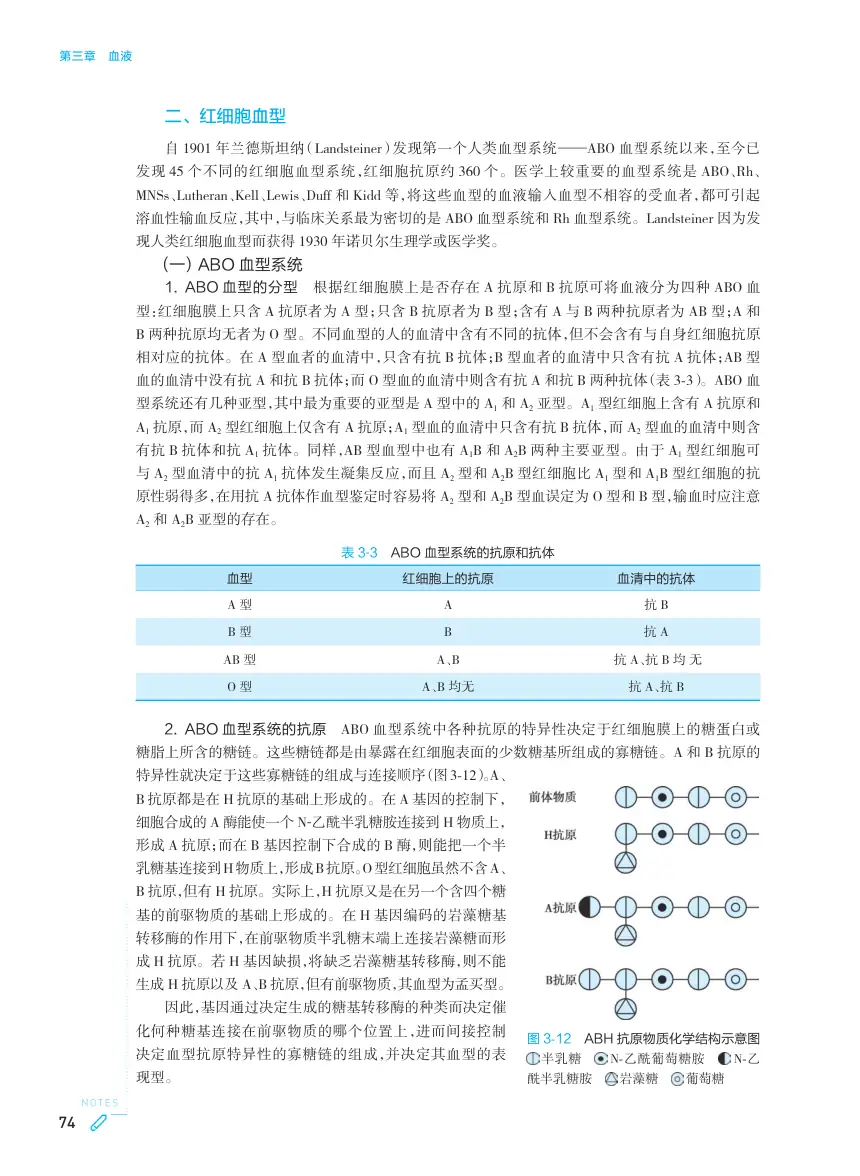 第三章　血液
二、红细胞血型
自 1901 年兰德斯坦纳(Landsteiner)发现第一个人类血型系统——ABO 血型系统以来,至今已
发现 45 个不同的红细胞血型系统,红细胞抗原约 360 个。医学上较重要的血型系统是 ABO、Rh、
MNSs、Lutheran、Kell、Lewis、Duff 和 Kidd 等,将这些血型的血液输入血型不相容的受血者,都可引起
溶血性输血反应,其中,与临床关系最为密切的是 ABO 血型系统和 Rh 血型系统。Landsteiner 因为发
现人类红细胞血型而获得 1930 年诺贝尔生理学或医学奖。
(一) ABO 血型系统
1. ABO 血型的分型　根据红细胞膜上是否存在 A 抗原和 B 抗原可将血液分为四种 ABO 血
型:红细胞膜上只含 A 抗原者为 A 型;只含 B 抗原者为 B 型;含有 A 与 B 两种抗原者为 AB 型;A 和
B 两种抗原均无者为 O 型。不同血型的人的血清中含有不同的抗体,但不会含有与自身红细胞抗原
相对应的抗体。在 A 型血者的血清中,只含有抗 B 抗体;B 型血者的血清中只含有抗 A 抗体;AB 型
血的血清中没有抗 A 和抗 B 抗体;而 O 型血的血清中则含有抗 A 和抗 B 两种抗体(表 3-3)。ABO 血
型系统还有几种亚型,其中最为重要的亚型是 A 型中的 A₁ 和 A₂ 亚型。A₁ 型红细胞上含有 A 抗原和
A₁ 抗原,而 A₂ 型红细胞上仅含有 A 抗原;A₁ 型血的血清中只含有抗 B 抗体,而 A₂ 型血的血清中则含
有抗 B 抗体和抗 A₁ 抗体。同样,AB 型血型中也有 A₁B 和 A₂B 两种主要亚型。由于 A₁ 型红细胞可
与 A₂ 型血清中的抗 A₁ 抗体发生凝集反应,而且 A₂ 型和 A₂B 型红细胞比 A₁ 型和 A₁B 型红细胞的抗
原性弱得多,在用抗 A 抗体作血型鉴定时容易将 A₂ 型和 A₂B 型血误定为 O 型和 B 型,输血时应注意
A₂ 和 A₂B 亚型的存在。
表 3-3　ABO 血型系统的抗原和抗体
血型　红细胞上的抗原　血清中的抗体
A 型　A　抗 B
B 型　B　抗 A
AB 型　A、B　抗 A、抗 B 均 无
O 型　A、B 均无　抗 A、抗 B
2. ABO 血型系统的抗原　ABO 血型系统中各种抗原的特异性决定于红细胞膜上的糖蛋白或
糖脂上所含的糖链。这些糖链都是由暴露在红细胞表面的少数糖基所组成的寡糖链。A 和 B 抗原的
特异性就决定于这些寡糖链的组成与连接顺序(图 3-12)。A、
B 抗原都是在 H 抗原的基础上形成的。在 A 基因的控制下,
细胞合成的 A 酶能使一个 N-乙酰半乳糖胺连接到 H 物质上,
形成 A 抗原;而在 B 基因控制下合成的 B 酶,则能把一个半
乳糖基连接到 H 物质上,形成 B 抗原。O 型红细胞虽然不含 A、
B 抗原,但有 H 抗原。实际上,H 抗原又是在另一个含四个糖
基的前驱物质的基础上形成的。在 H 基因编码的岩藻糖基
转移酶的作用下,在前驱物质半乳糖末端上连接岩藻糖而形
成 H 抗原。若 H 基因缺损,将缺乏岩藻糖基转移酶,则不能
生成 H 抗原以及 A、B 抗原,但有前驱物质,其血型为孟买型。
因此,基因通过决定生成的糖基转移酶的种类而决定催
化何种糖基连接在前驱物质的哪个位置上,进而间接控制
决定血型抗原特异性的寡糖链的组成,并决定其血型的表
现型。
前体物质
H抗原
A抗原
B抗原
图 3-12　ABH 抗原物质化学结构示意图
半乳糖　N-乙酰葡萄糖胺　N-乙
酰半乳糖胺　岩藻糖　葡萄糖
NOTES
74